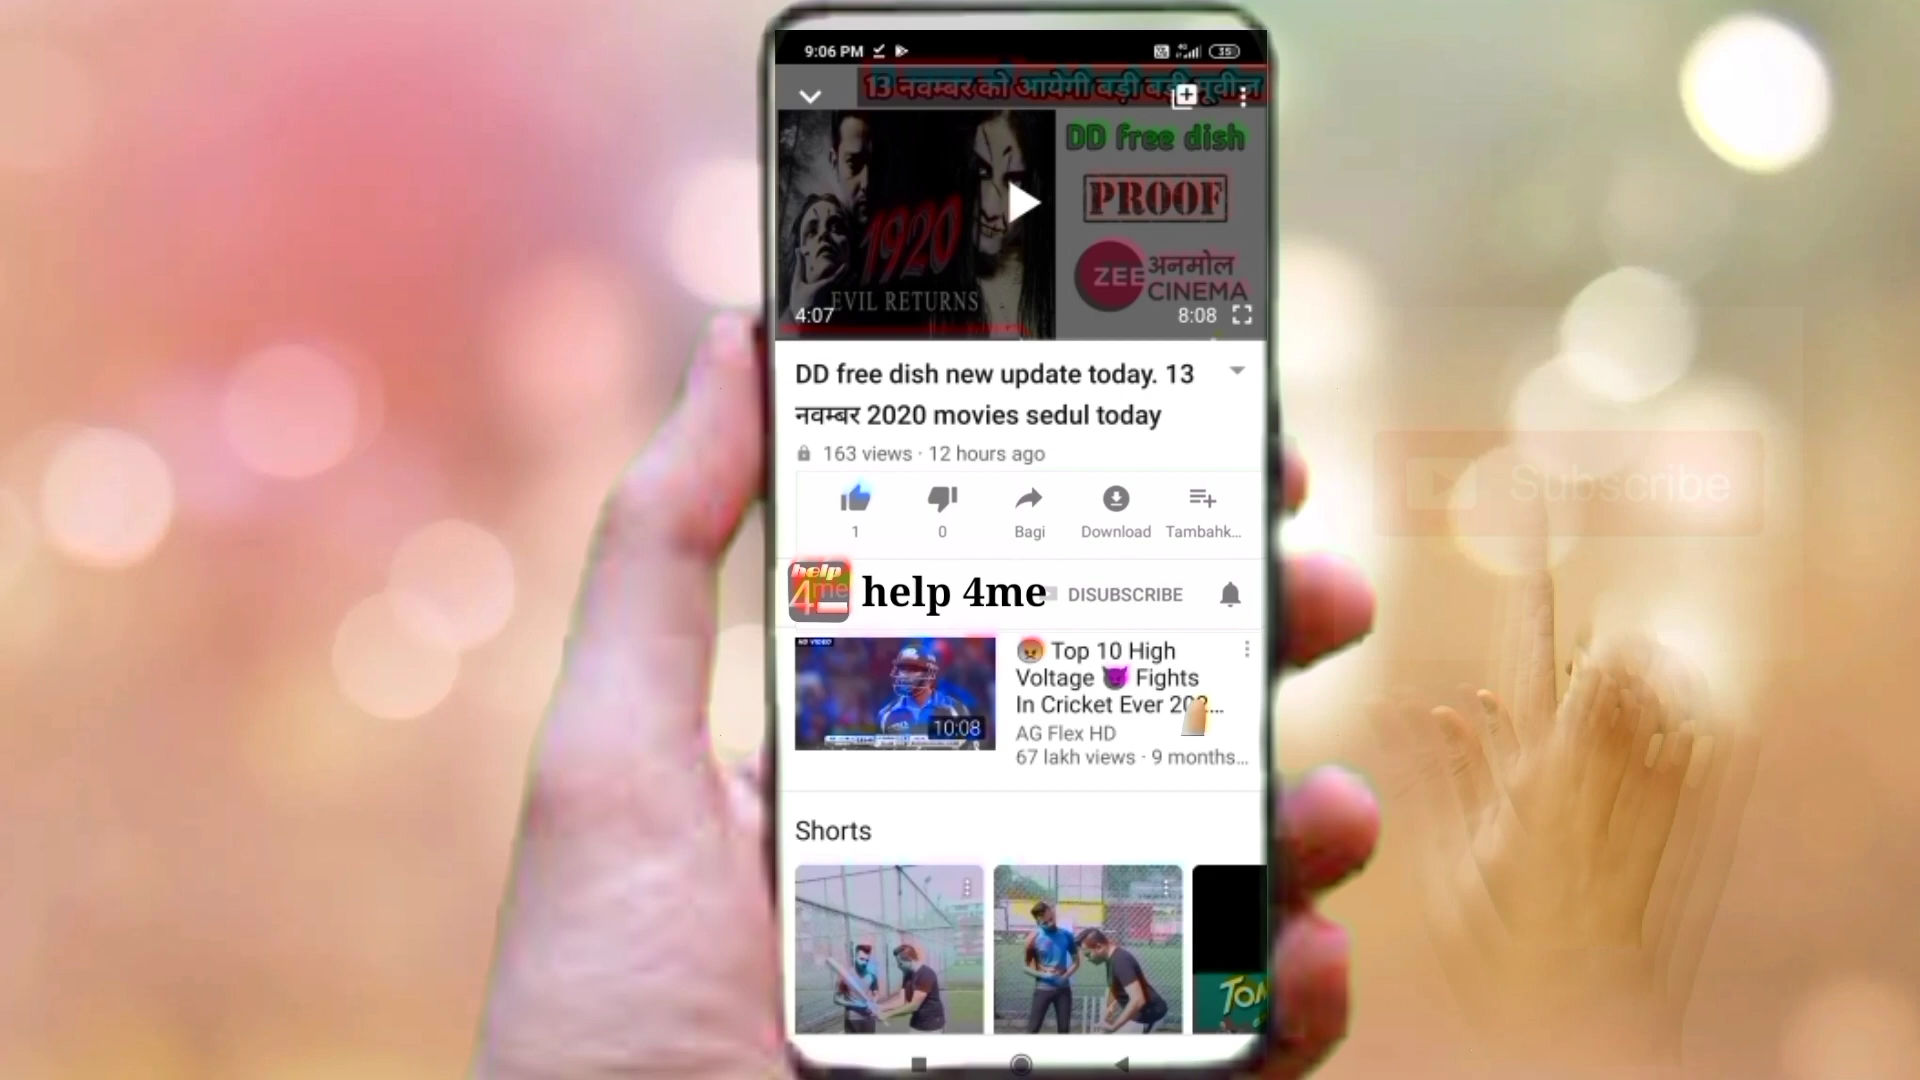 9:06 PM
35
13 नवम्बर को आयेगी बड़ी बड़ी मूवीज
DD free dish
PROOF
1920
EVIL RETURNS
ZEE अनमोल
CINEMA
4:07
8:08
DD free dish new update today. 13
नवम्बर 2020 movies sedul today
163 views · 12 hours ago
1
0
Bagi
Download
Tambahk...
help
4me
help 4me
DISUBSCRIBE
Subscribe
10:08
😡 Top 10 High
Voltage 😈 Fights
In Cricket Ever 202...
AG Flex HD
67 lakh views · 9 months...
Shorts